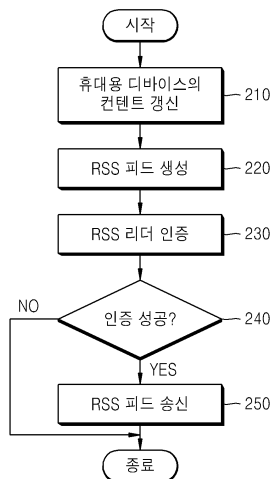 시작
휴대용 디바이스의
컨텐트 갱신
210
RSS 피드 생성
220
RSS 리더 인증
230
인증 성공?
240
NO
YES
RSS 피드 송신
250
종료